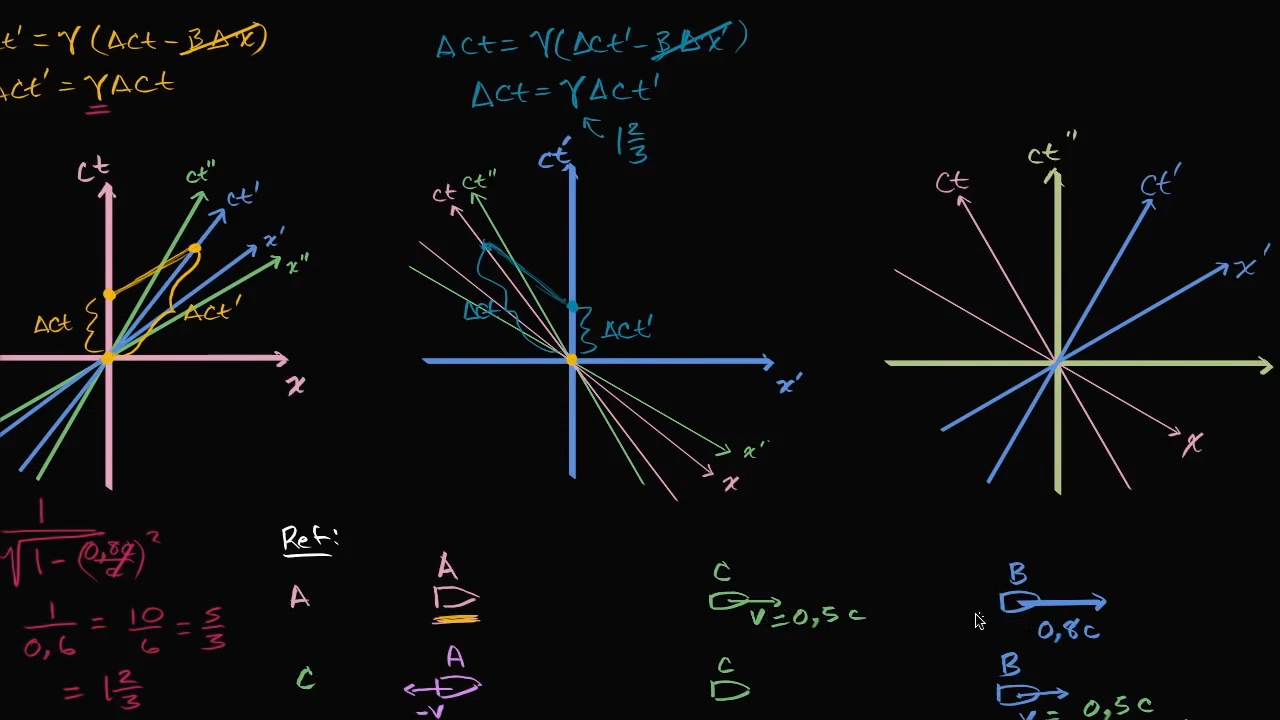 ct' = γ (Δct - βΔx)
Δct' = γΔct
Δct = γ(Δct' - βΔx')
Δct = γΔct'
1 2/3
ct
ct''
ct'
x'
x''
Δct
Δct'
x
ct'
ct
ct''
Δct
Δct'
x'
x''
x
ct''
ct
ct'
x'
x
1/√(1 - (0,8c/c)²)
1/0,6 = 10/6 = 5/3
= 1 2/3
Ref:
A
A
C
v = 0,5c
B
0,8c
C
A
-v
C
B
v = 0,5c